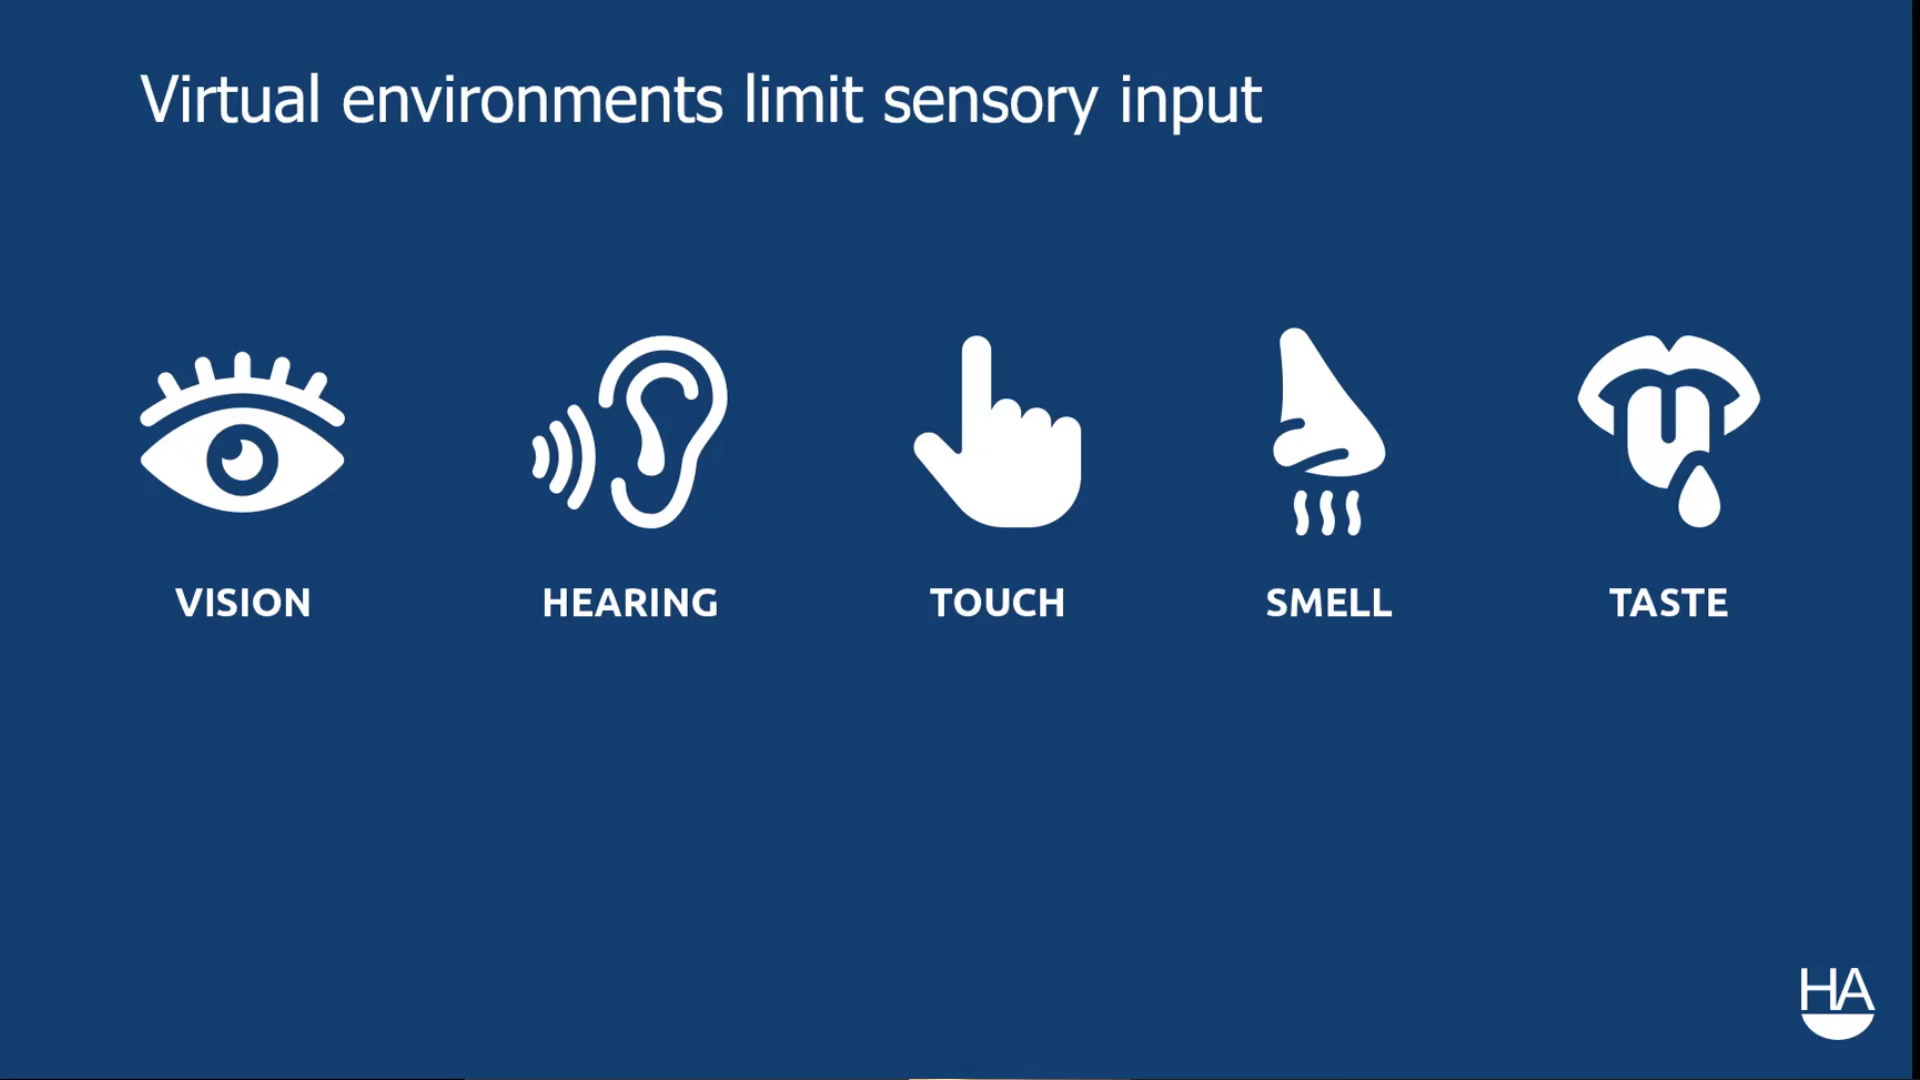 Virtual environments limit sensory input
VISION
HEARING
TOUCH
SMELL
TASTE
HA